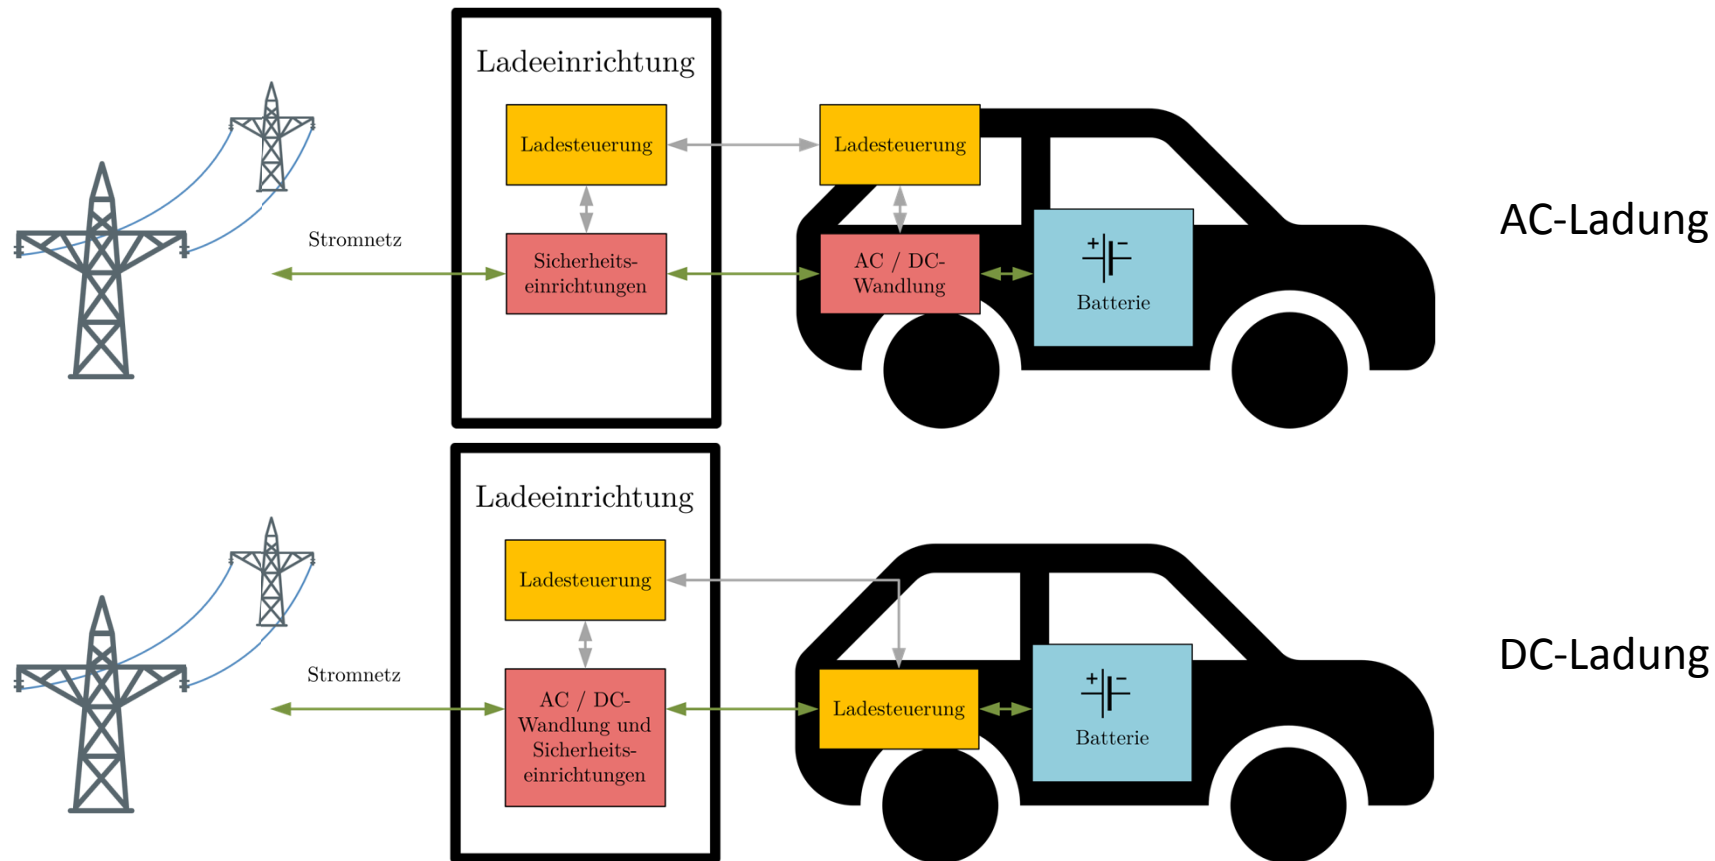 Ladeeinrichtung
Ladesteuerung
Ladesteuerung
AC-Ladung
Stromnetz
Sicherheits-
einrichtungen
AC / DC-
Wandlung
+ −
Batterie
Ladeeinrichtung
Ladesteuerung
DC-Ladung
Stromnetz
AC / DC-
Wandlung und
Sicherheits-
einrichtungen
Ladesteuerung
+ −
Batterie